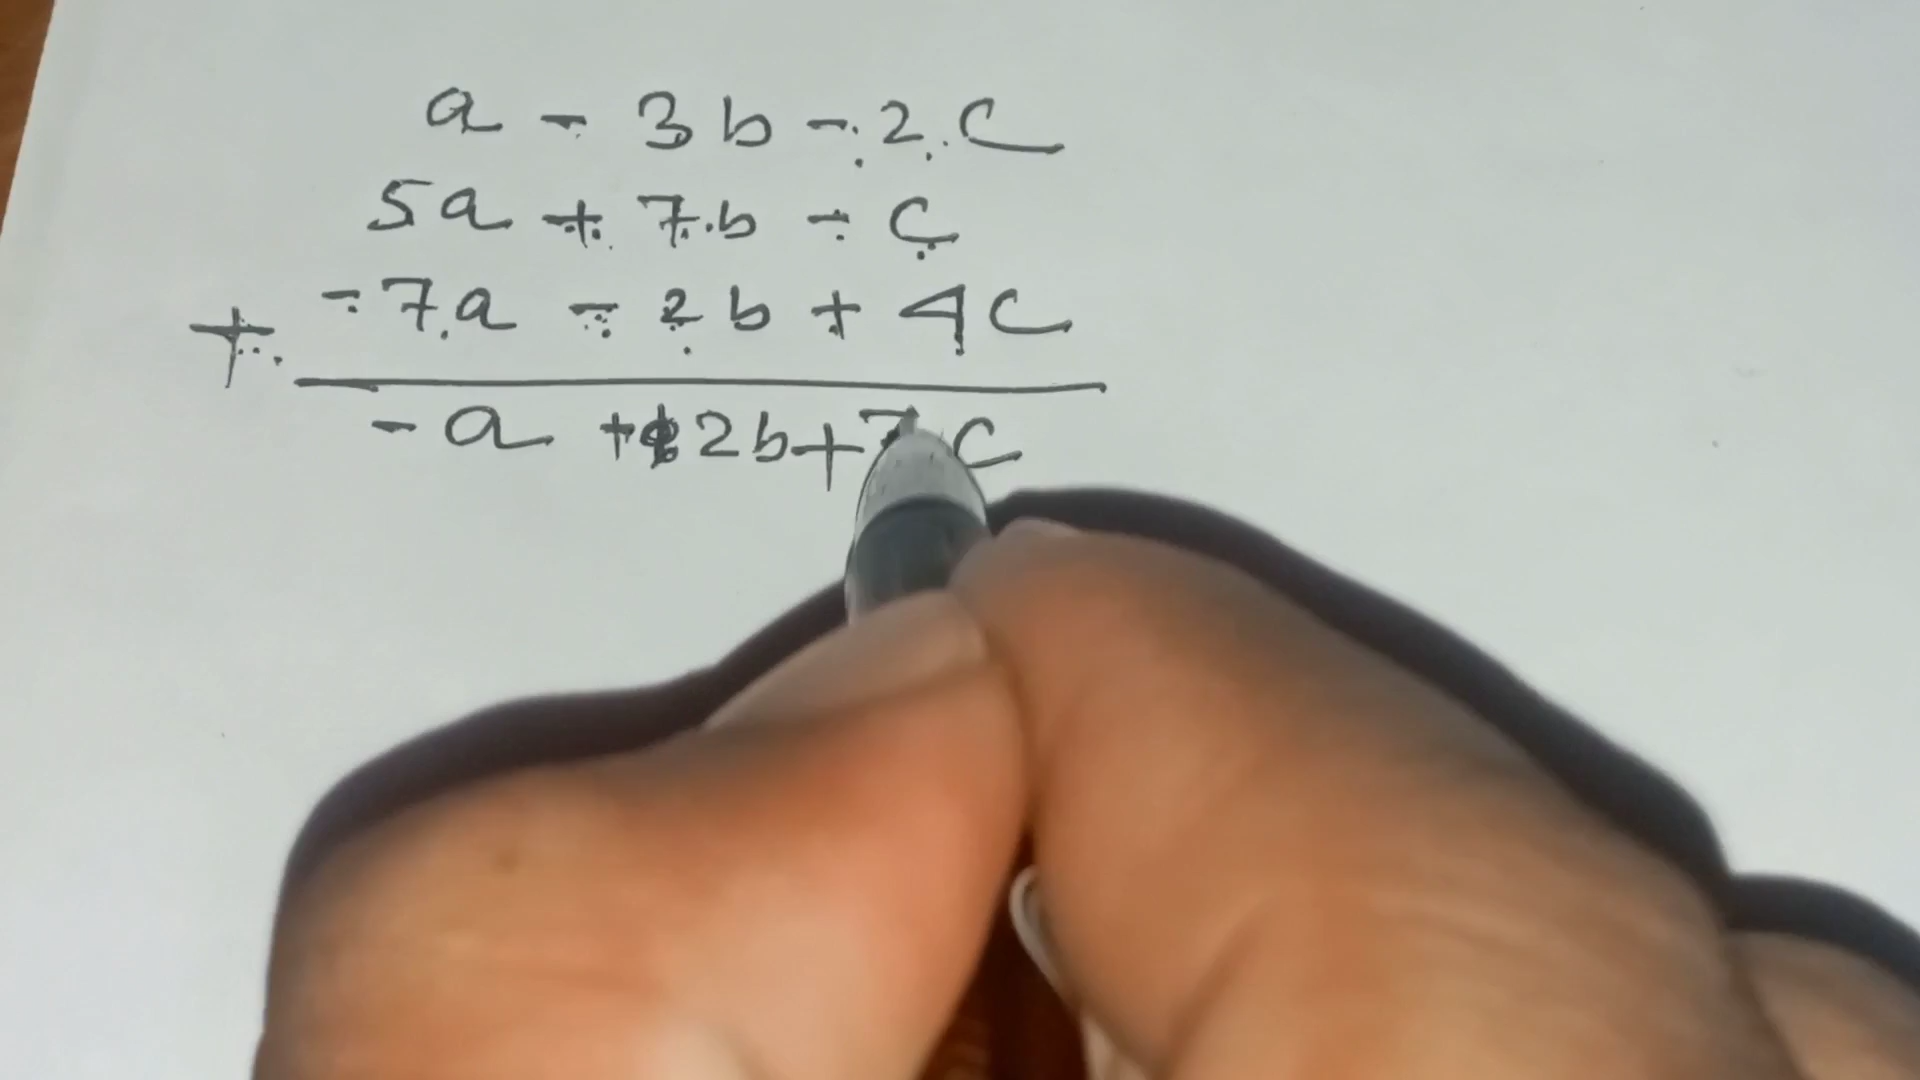 a - 3b - 2c
5a + 7b - c
-7a - 2b + 4c
+
-a + 2b + 7c